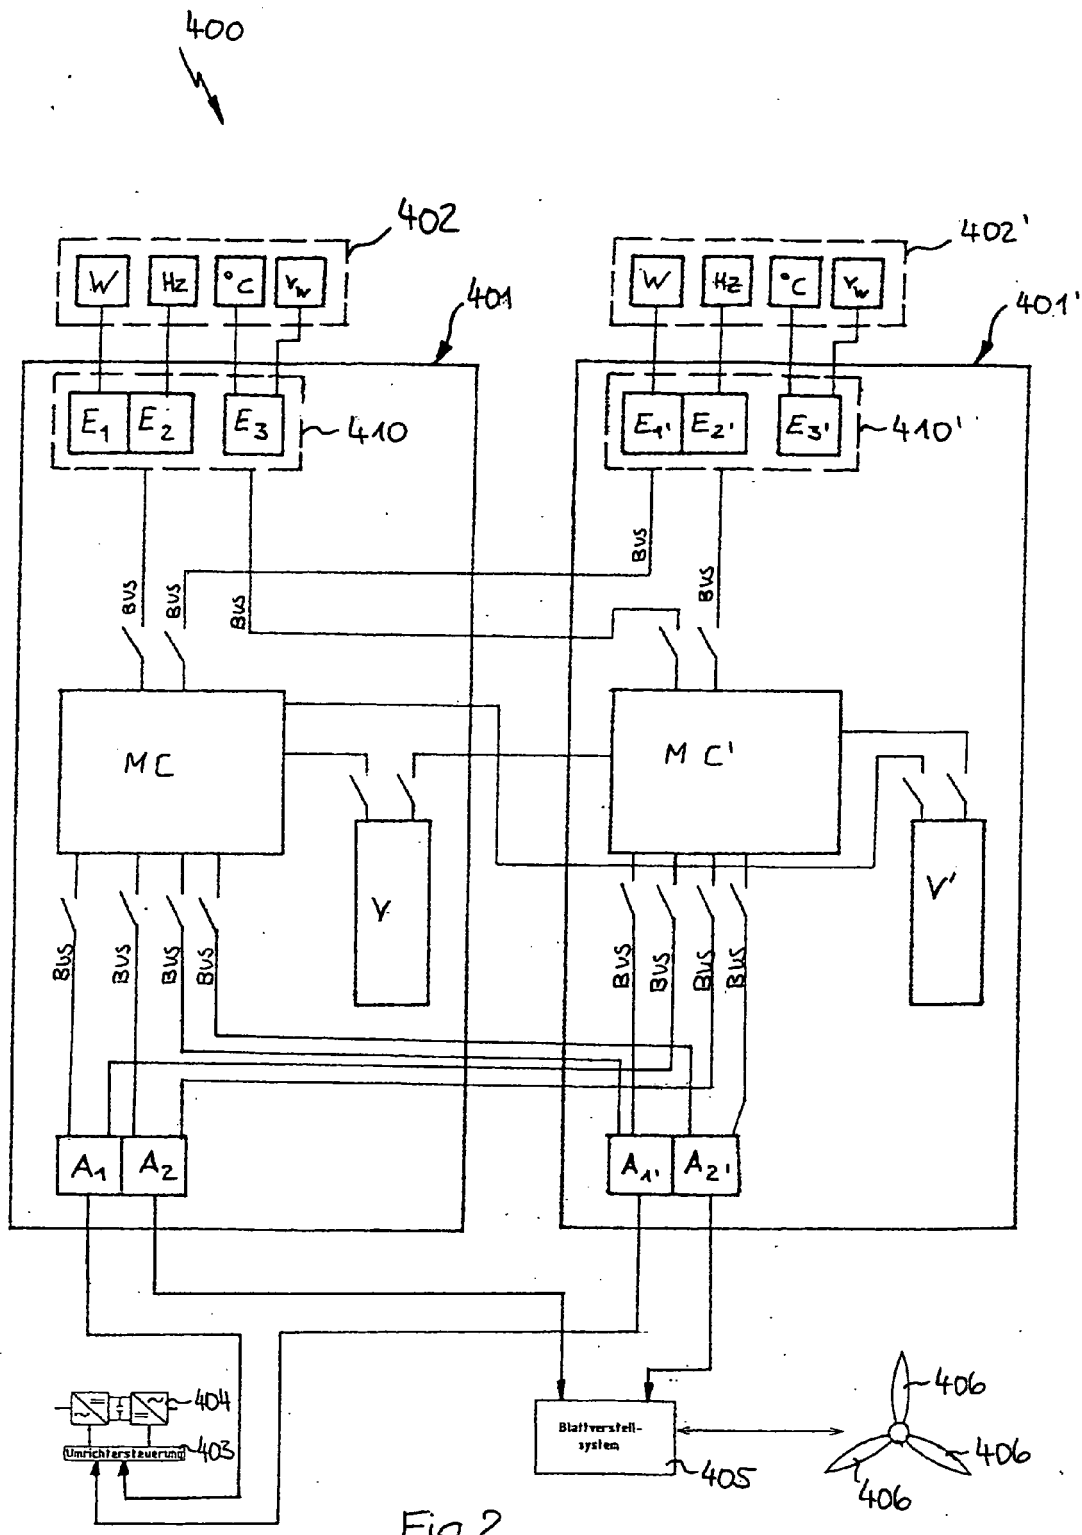 400
402
402'
W Hz °C vw
W Hz °C vw
401
401'
E1 E2 E3
410
E1' E2' E3'
410'
BUS
BUS
BUS
BUS
BUS
MC
MC'
V
V'
BUS
BUS
BUS
BUS
BUS
BUS
BUS
BUS
A1 A2
A1' A2'
404
Umrichtersteuerung
403
Blattverstell-
system
405
406
406
406
Fig 2